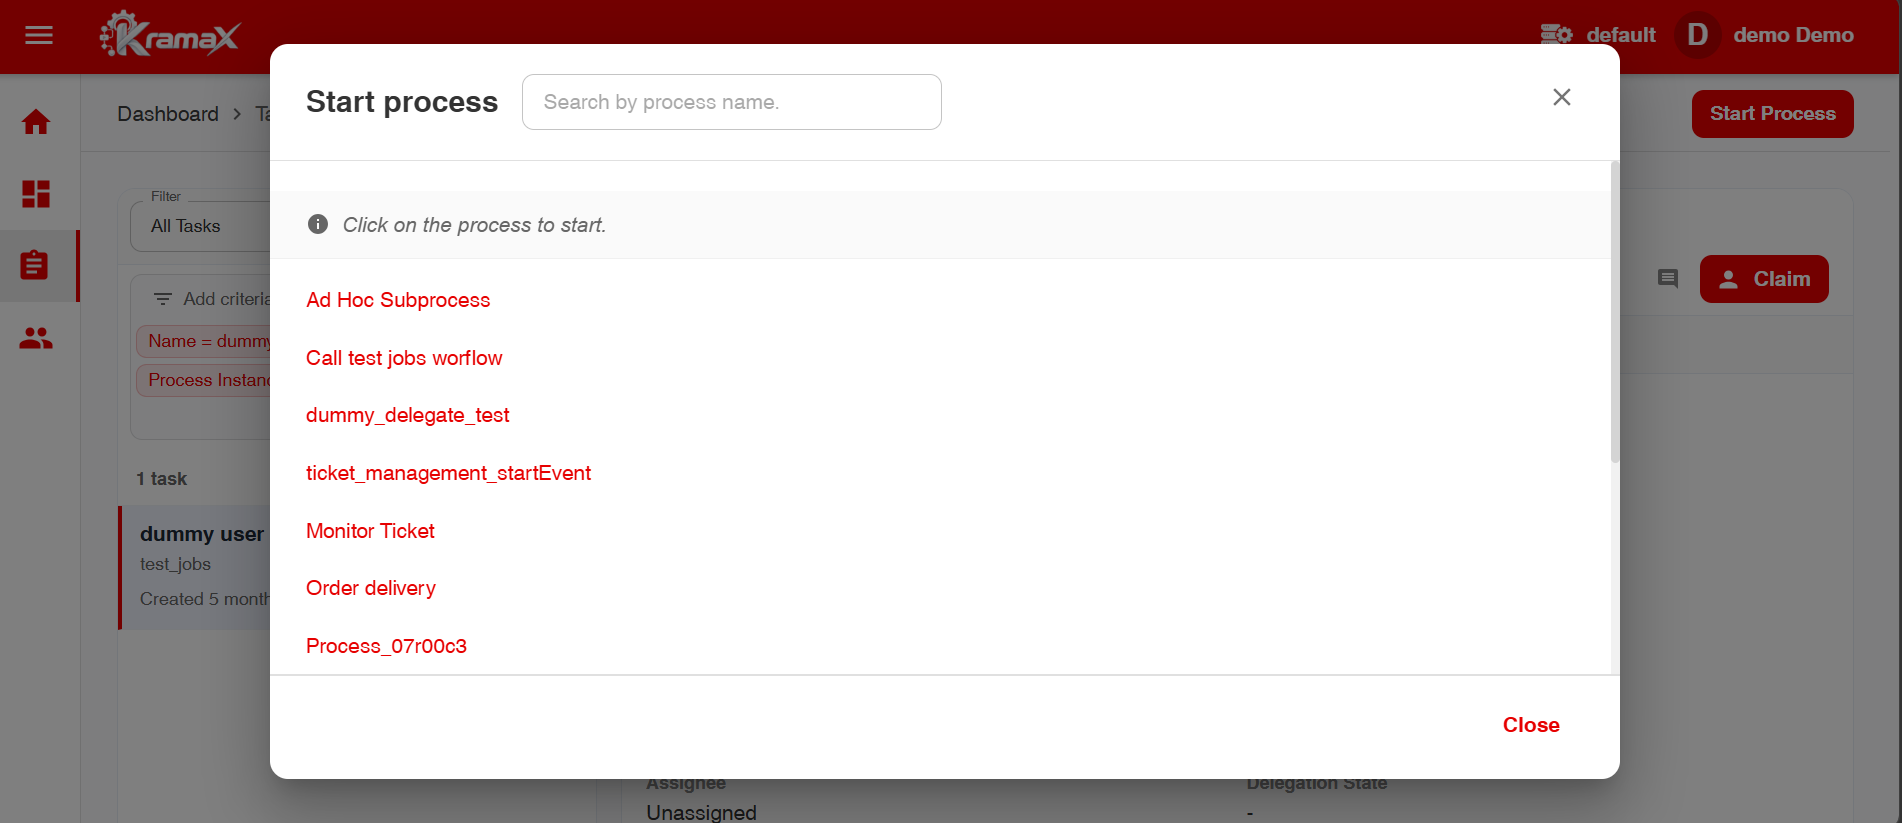 KramaX
default
D
demo Demo
Start process
Search by process name.
Dashboard
Start Process
Filter
All Tasks
Click on the process to start.
Add criteria
Claim
Ad Hoc Subprocess
Name = dummy
Call test jobs worflow
Process Instanc
dummy_delegate_test
1 task
ticket_management_startEvent
dummy user
Monitor Ticket
test_jobs
Created 5 month
Order delivery
Process_07r00c3
Close
Assignee
Delegation State
Unassigned
-